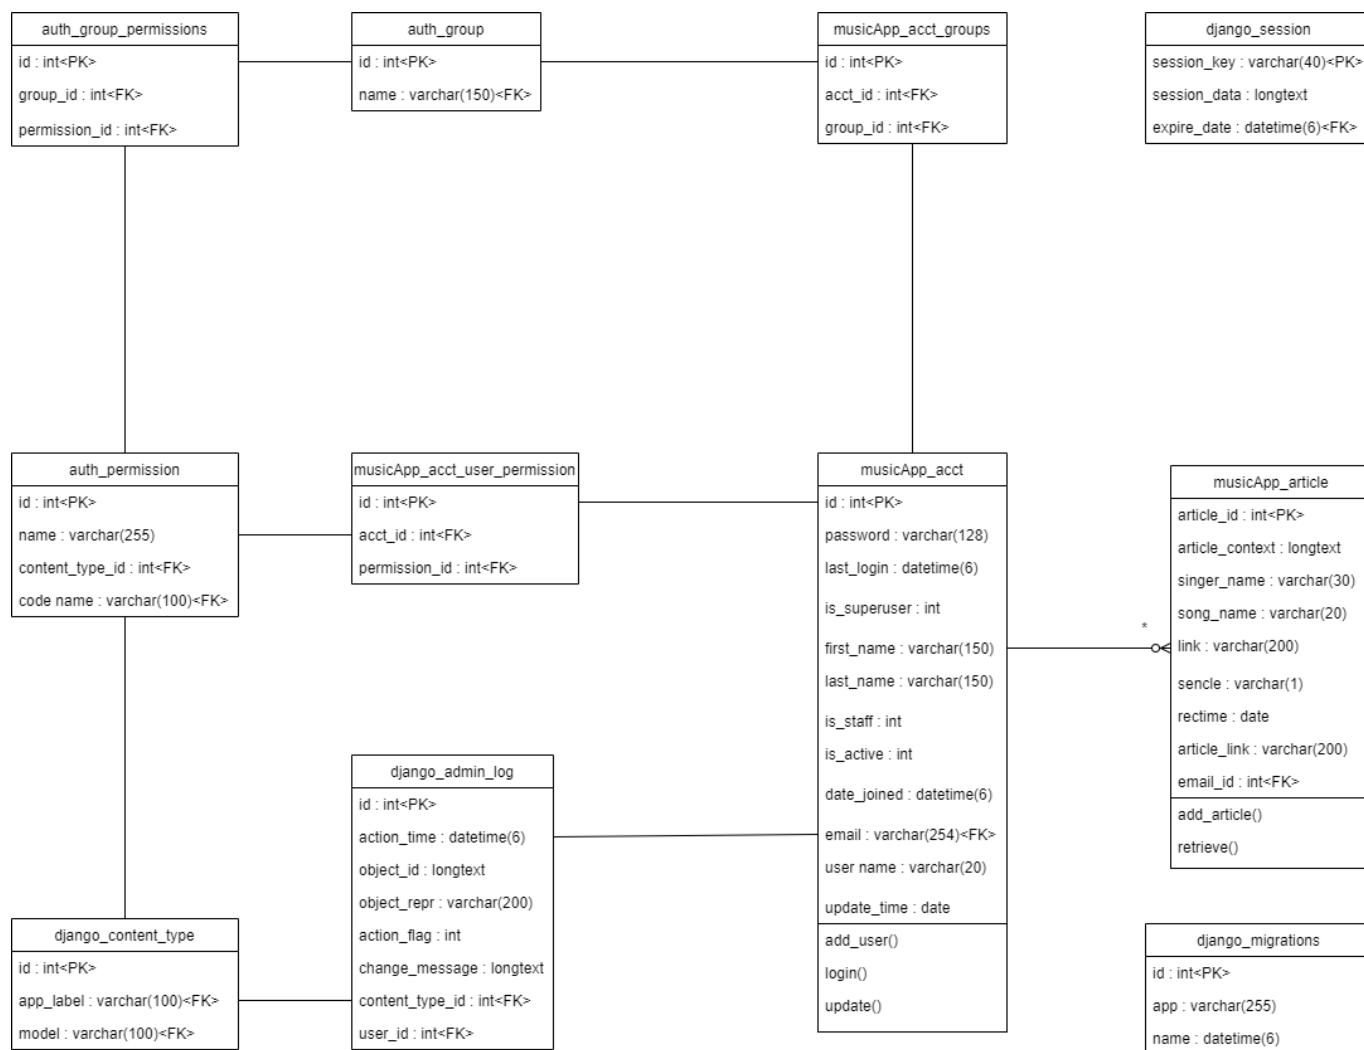 auth_group_permissions
id : int<PK>
group_id : int<FK>
permission_id : int<FK>
auth_group
id : int<PK>
name : varchar(150)<FK>
musicApp_acct_groups
id : int<PK>
acct_id : int<FK>
group_id : int<FK>
django_session
session_key : varchar(40)<PK>
session_data : longtext
expire_date : datetime(6)<FK>
auth_permission
id : int<PK>
name : varchar(255)
content_type_id : int<FK>
code name : varchar(100)<FK>
musicApp_acct_user_permission
id : int<PK>
acct_id : int<FK>
permission_id : int<FK>
musicApp_acct
id : int<PK>
password : varchar(128)
last_login : datetime(6)
is_superuser : int
first_name : varchar(150)
last_name : varchar(150)
is_staff : int
is_active : int
date_joined : datetime(6)
email : varchar(254)<FK>
user name : varchar(20)
update_time : date
add_user()
login()
update()
*
musicApp_article
article_id : int<PK>
article_context : longtext
singer_name : varchar(30)
song_name : varchar(20)
link : varchar(200)
sencle : varchar(1)
rectime : date
article_link : varchar(200)
email_id : int<FK>
add_article()
retrieve()
django_admin_log
id : int<PK>
action_time : datetime(6)
object_id : longtext
object_repr : varchar(200)
action_flag : int
change_message : longtext
content_type_id : int<FK>
user_id : int<FK>
django_content_type
id : int<PK>
app_label : varchar(100)<FK>
model : varchar(100)<FK>
django_migrations
id : int<PK>
app : varchar(255)
name : datetime(6)